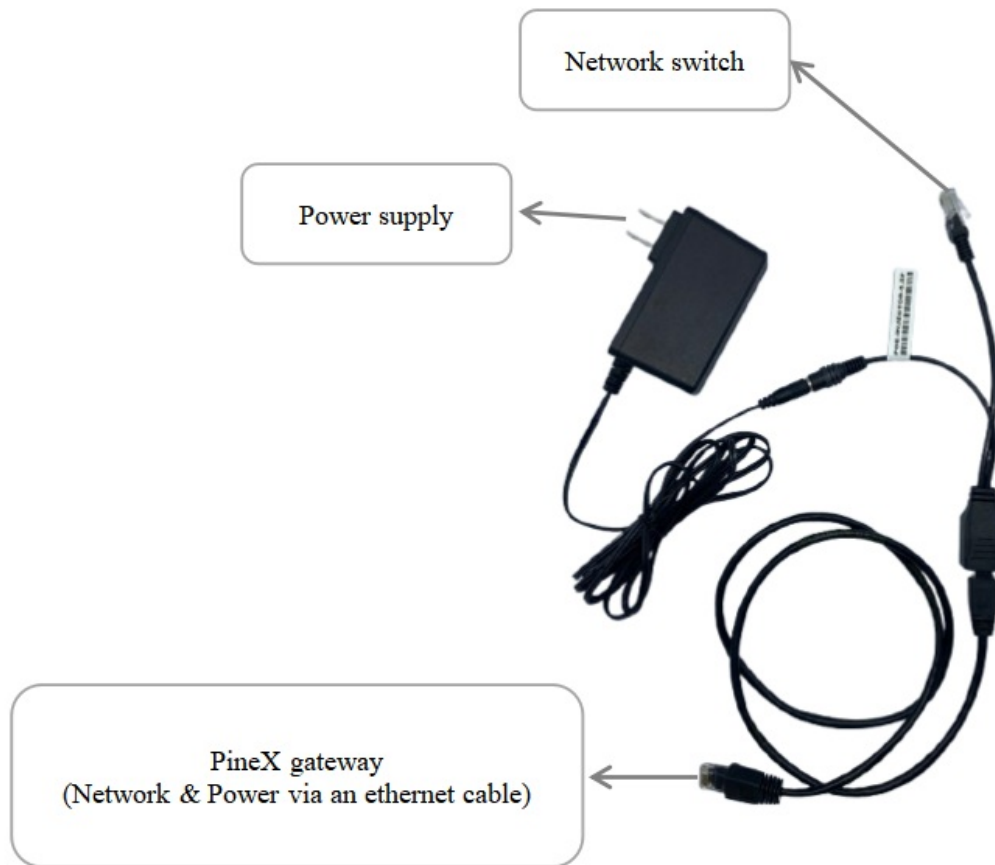 Network switch
Power supply
PineX gateway
(Network & Power via an ethernet cable)